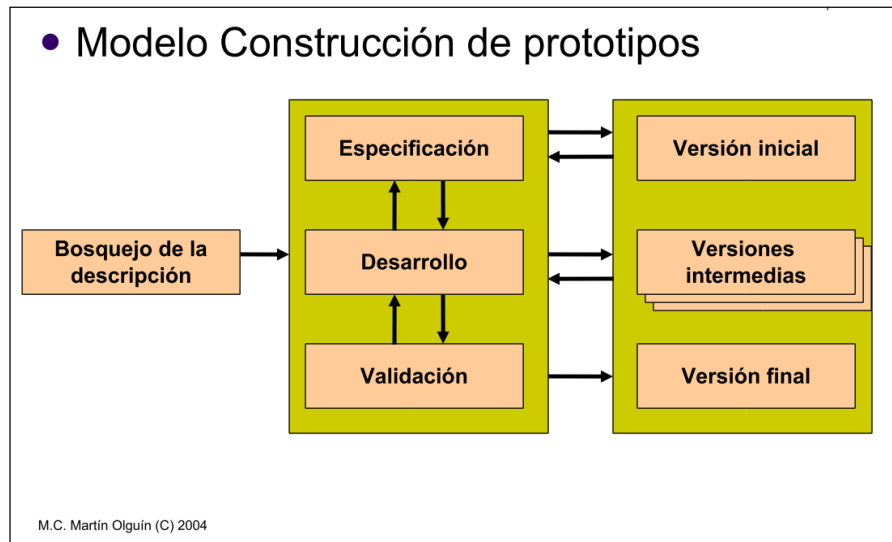 • Modelo Construcción de prototipos
Especificación
Versión inicial
Bosquejo de la
descripción
Desarrollo
Versiones
intermedias
Validación
Versión final
M.C. Martín Olguín (C) 2004